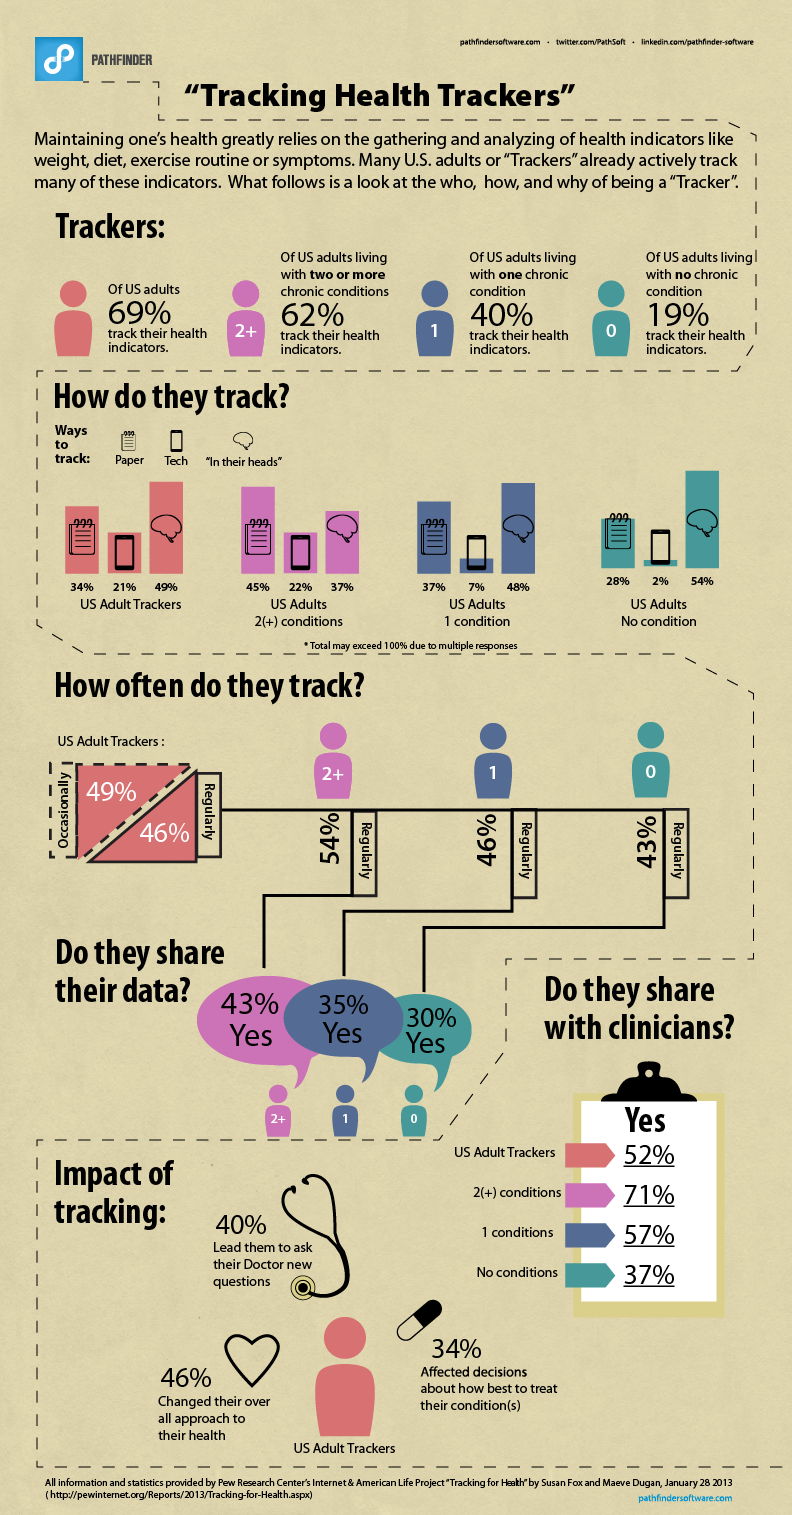 pathfindersoftware.com · twitter.com/PathSoft · linkedin.com/pathfinder-software
PATHFINDER
“Tracking Health Trackers”
Maintaining one’s health greatly relies on the gathering and analyzing of health indicators like
weight, diet, exercise routine or symptoms. Many U.S. adults or “Trackers” already actively track
many of these indicators. What follows is a look at the who, how, and why of being a “Tracker”.
Trackers:
Of US adults
69%
track their health
indicators.
2+
Of US adults living
with two or more
chronic conditions
62%
track their health
indicators.
1
Of US adults living
with one chronic
condition
40%
track their health
indicators.
0
Of US adults living
with no chronic
condition
19%
track their health
indicators.
How do they track?
Ways
to
track:
Paper
Tech
“In their heads”
34% 21% 49%
US Adult Trackers
45% 22% 37%
US Adults
2(+) conditions
37% 7% 48%
US Adults
1 condition
28% 2% 54%
US Adults
No condition
* Total may exceed 100% due to multiple responses
How often do they track?
US Adult Trackers :
Occasionally
49%
46%
Regularly
2+
54%
Regularly
1
46%
Regularly
0
43%
Regularly
Do they share
their data?
43%
Yes
35%
Yes
30%
Yes
2+
1
0
Do they share
with clinicians?
Yes
US Adult Trackers 52%
2(+) conditions 71%
1 conditions 57%
No conditions 37%
Impact of
tracking:
40%
Lead them to ask
their Doctor new
questions
46%
Changed their over
all approach to
their health
34%
Affected decisions
about how best to treat
their condition(s)
US Adult Trackers
All information and statistics provided by Pew Research Center’s Internet & American Life Project “Tracking for Health” by Susan Fox and Maeve Dugan, January 28 2013
( http://pewinternet.org/Reports/2013/Tracking-for-Health.aspx)
pathfindersoftware.com